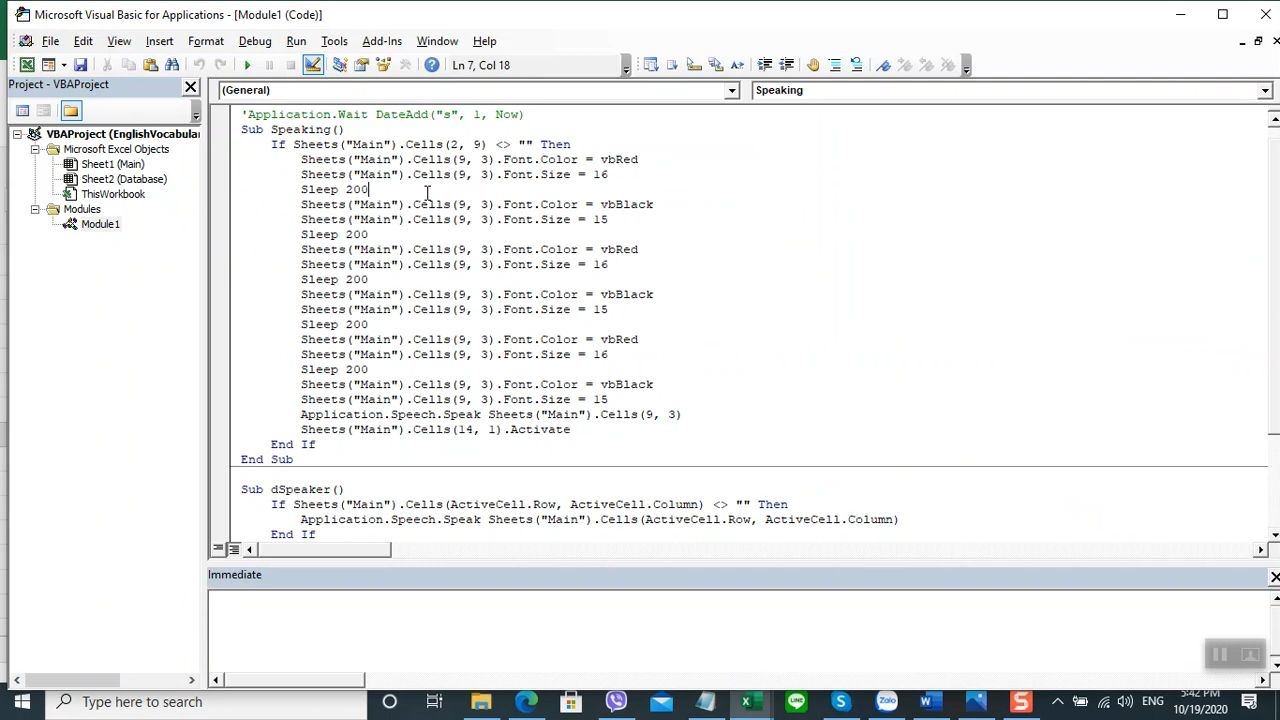 Microsoft Visual Basic for Applications - [Module1 (Code)]
File Edit View Insert Format Debug Run Tools Add-Ins Window Help
Ln 7, Col 18
Project - VBAProject
(General)
Speaking
VBAProject (EnglishVocabular
Microsoft Excel Objects
Sheet1 (Main)
Sheet2 (Database)
ThisWorkbook
Modules
Module1
'Application.Wait DateAdd("s", 1, Now)
Sub Speaking()
If Sheets("Main").Cells(2, 9) <> "" Then
Sheets("Main").Cells(9, 3).Font.Color = vbRed
Sheets("Main").Cells(9, 3).Font.Size = 16
Sleep 200
Sheets("Main").Cells(9, 3).Font.Color = vbBlack
Sheets("Main").Cells(9, 3).Font.Size = 15
Sleep 200
Sheets("Main").Cells(9, 3).Font.Color = vbRed
Sheets("Main").Cells(9, 3).Font.Size = 16
Sleep 200
Sheets("Main").Cells(9, 3).Font.Color = vbBlack
Sheets("Main").Cells(9, 3).Font.Size = 15
Sleep 200
Sheets("Main").Cells(9, 3).Font.Color = vbRed
Sheets("Main").Cells(9, 3).Font.Size = 16
Sleep 200
Sheets("Main").Cells(9, 3).Font.Color = vbBlack
Sheets("Main").Cells(9, 3).Font.Size = 15
Application.Speech.Speak Sheets("Main").Cells(9, 3)
Sheets("Main").Cells(14, 1).Activate
End If
End Sub
Sub dSpeaker()
If Sheets("Main").Cells(ActiveCell.Row, ActiveCell.Column) <> "" Then
Application.Speech.Speak Sheets("Main").Cells(ActiveCell.Row, ActiveCell.Column)
End If
Immediate
Type here to search
ENG
5:42 PM
10/19/2020